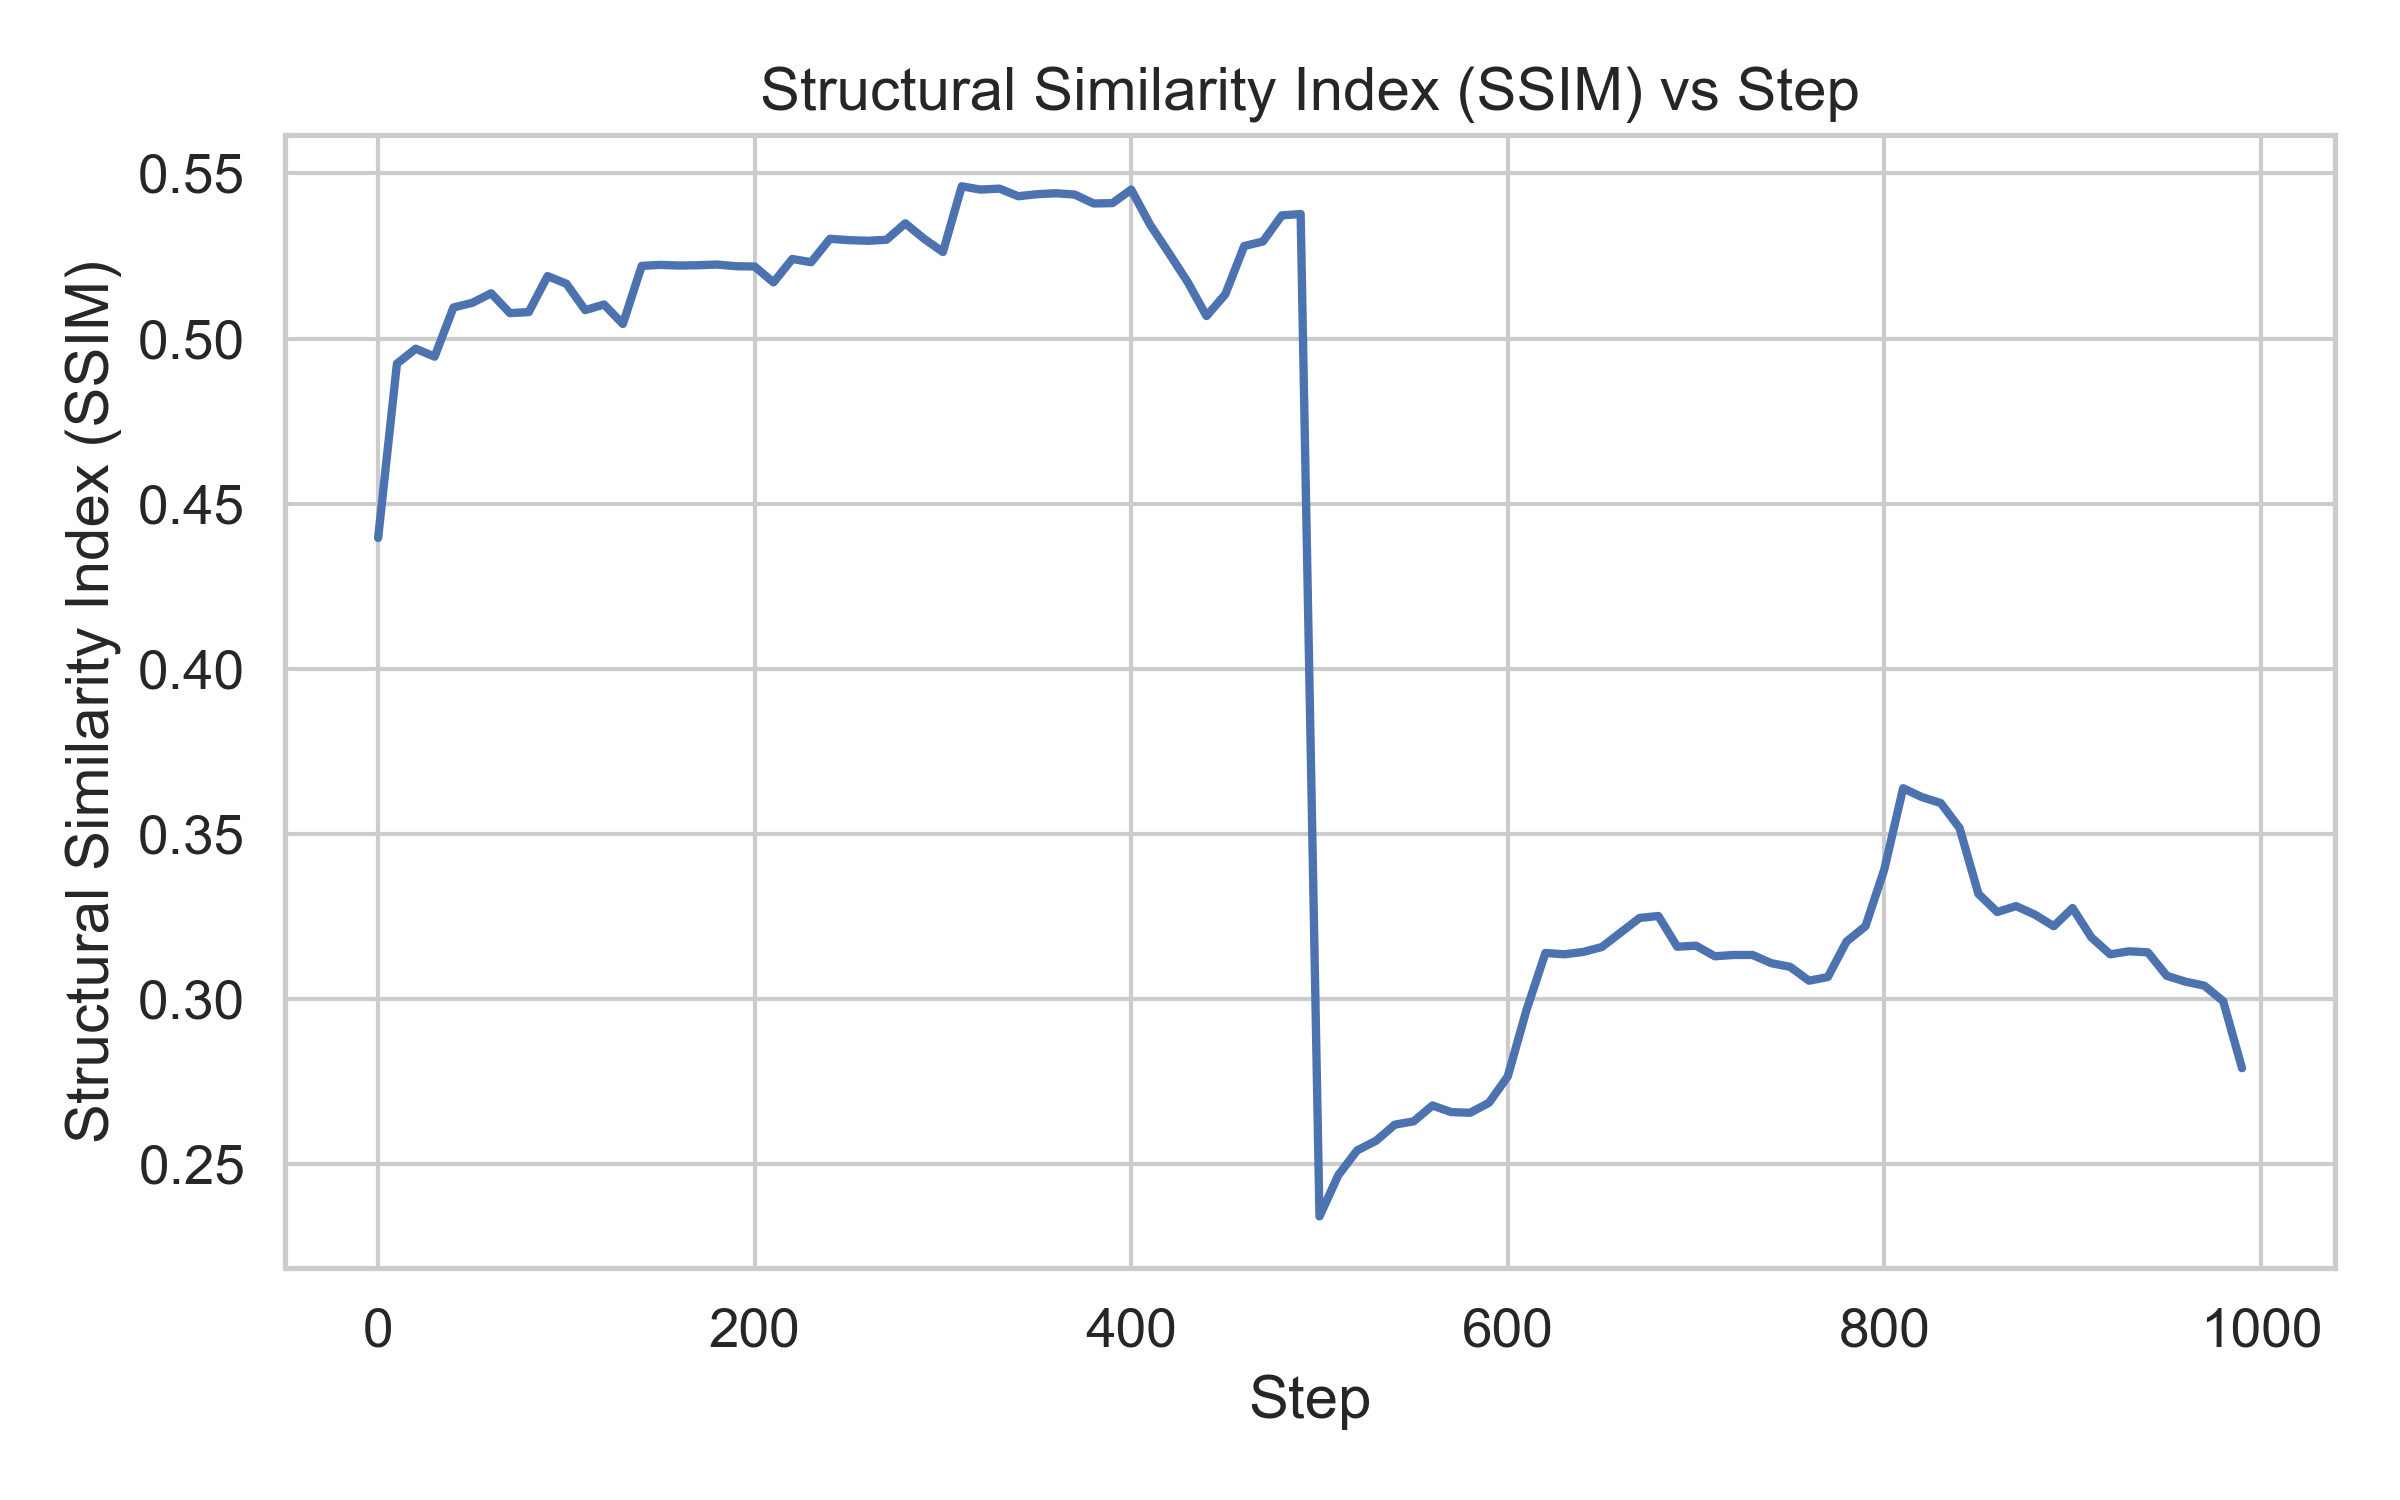 Structural Similarity Index (SSIM) vs Step
Structural Similarity Index (SSIM)
0.55
0.50
0.45
0.40
0.35
0.30
0.25
0 200 400 600 800 1000
Step